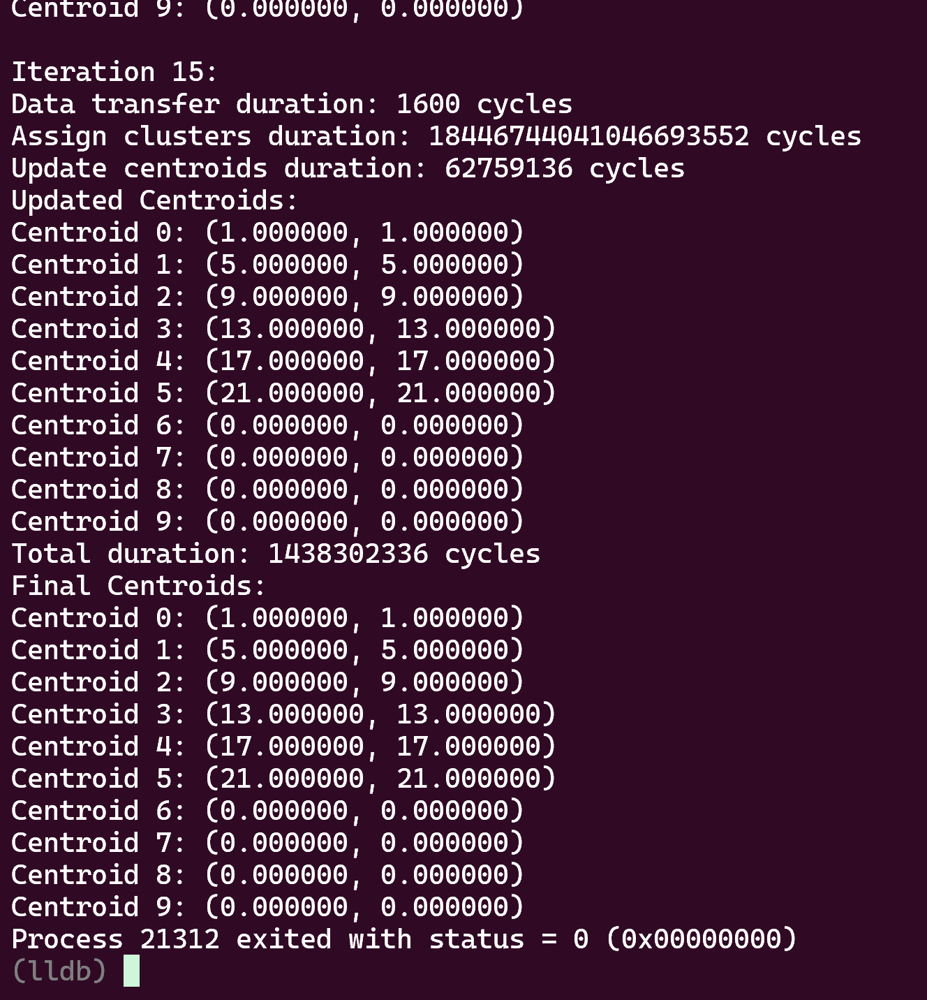 Centroid 9: (0.000000, 0.000000)
Iteration 15:
Data transfer duration: 1600 cycles
Assign clusters duration: 18446744041046693552 cycles
Update centroids duration: 62759136 cycles
Updated Centroids:
Centroid 0: (1.000000, 1.000000)
Centroid 1: (5.000000, 5.000000)
Centroid 2: (9.000000, 9.000000)
Centroid 3: (13.000000, 13.000000)
Centroid 4: (17.000000, 17.000000)
Centroid 5: (21.000000, 21.000000)
Centroid 6: (0.000000, 0.000000)
Centroid 7: (0.000000, 0.000000)
Centroid 8: (0.000000, 0.000000)
Centroid 9: (0.000000, 0.000000)
Total duration: 1438302336 cycles
Final Centroids:
Centroid 0: (1.000000, 1.000000)
Centroid 1: (5.000000, 5.000000)
Centroid 2: (9.000000, 9.000000)
Centroid 3: (13.000000, 13.000000)
Centroid 4: (17.000000, 17.000000)
Centroid 5: (21.000000, 21.000000)
Centroid 6: (0.000000, 0.000000)
Centroid 7: (0.000000, 0.000000)
Centroid 8: (0.000000, 0.000000)
Centroid 9: (0.000000, 0.000000)
Process 21312 exited with status = 0 (0x00000000)
(lldb)